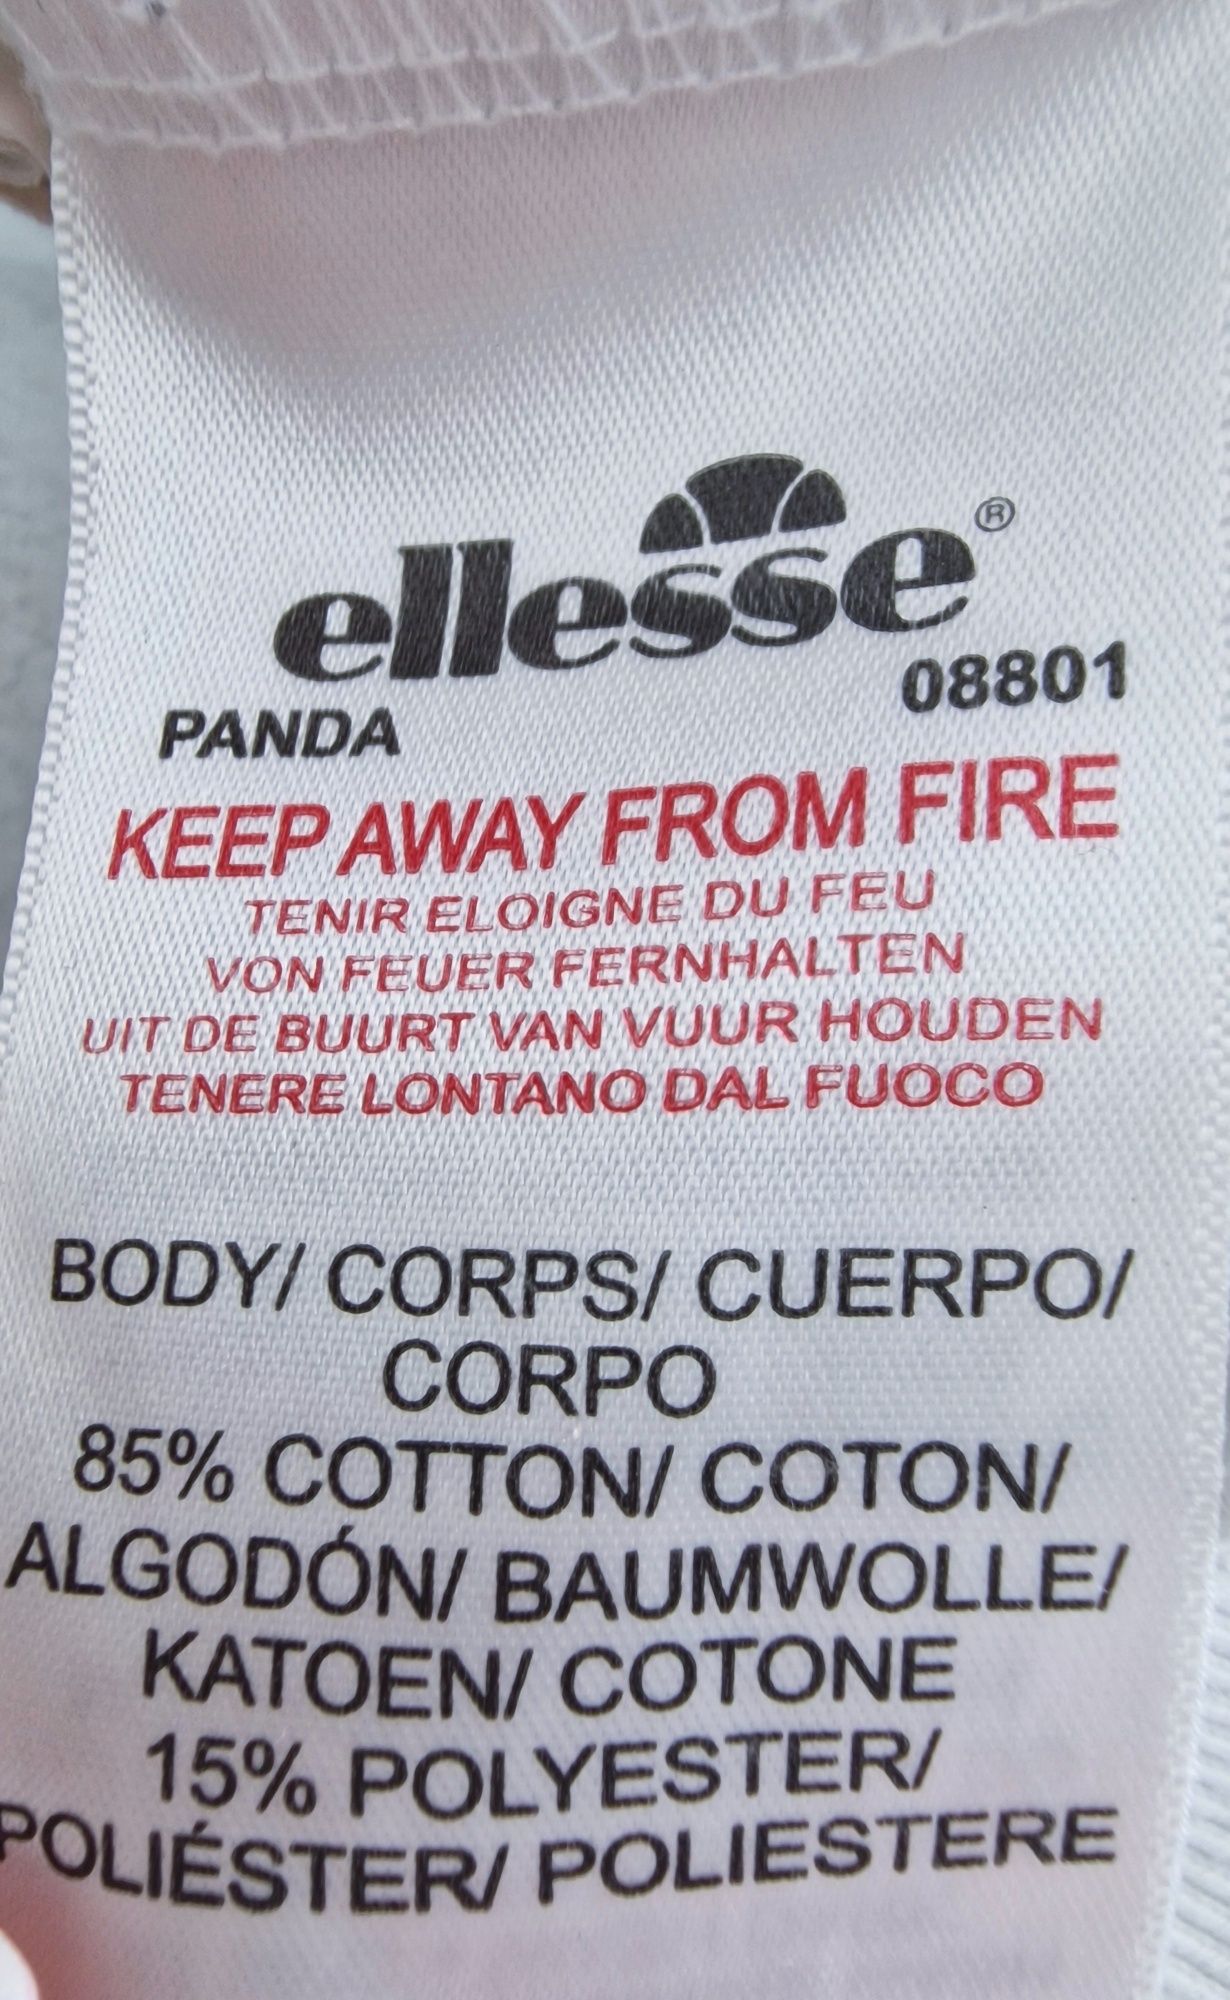 ellesse®
08801
PANDA
KEEP AWAY FROM FIRE
TENIR ELOIGNE DU FEU
VON FEUER FERNHALTEN
UIT DE BUURT VAN VUUR HOUDEN
TENERE LONTANO DAL FUOCO
BODY/ CORPS/ CUERPO/
CORPO
85% COTTON/ COTON/
ALGODÓN/ BAUMWOLLE/
KATOEN/ COTONE
15% POLYESTER/
POLIÉSTER/ POLIESTERE